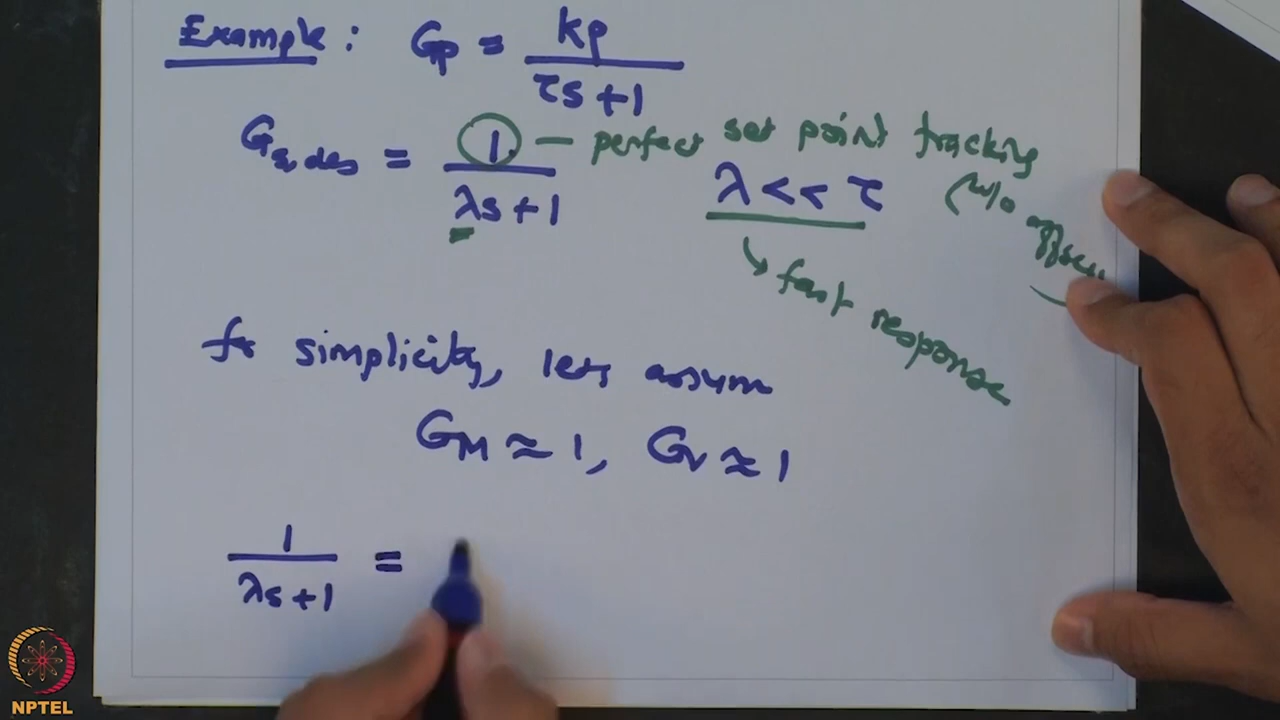 Example: Gp = kp / τs + 1
G des = 1 / λs + 1 — perfect set point tracking
λ << τ (w/o offset
↳ fast response
for simplicity, lets assum
GM ≈ 1, Gv ≈ 1
1 / λs + 1 =
NPTEL